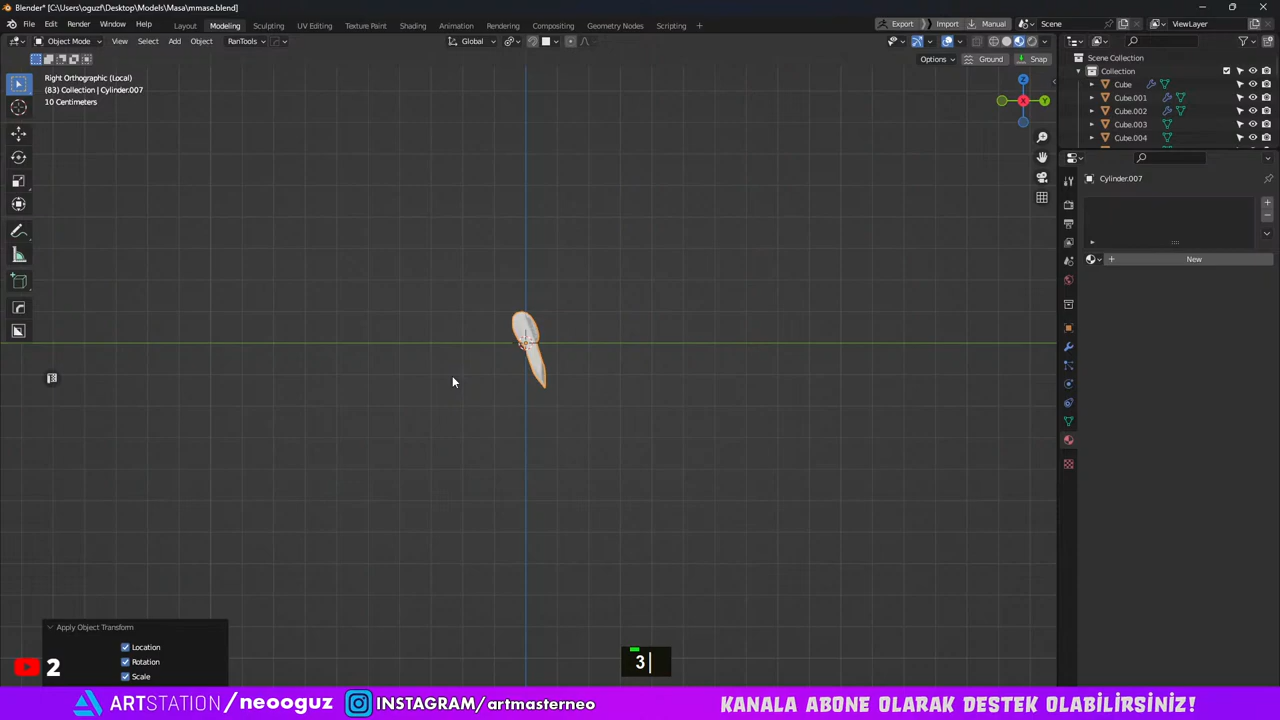 Blender* [C:\Users\oguzf\Desktop\Models\Masa\mmase.blend]
File Edit Render Window Help
Layout Modeling Sculpting UV Editing Texture Paint Shading Animation Rendering Compositing Geometry Nodes Scripting +
Export Import Manual Scene ViewLayer
Object Mode View Select Add Object RanTools Global
Options Ground Snap
Right Orthographic (Local)
(83) Collection | Cylinder.007
10 Centimeters
Z
X
Y
Scene Collection
Collection
Cube
Cube.001
Cube.002
Cube.003
Cube.004
Cylinder.007
New
Apply Object Transform
Location
Rotation
Scale
2
3
ARTSTATION/neooguz
INSTAGRAM/artmasterneo
KANALA ABONE OLARAK DESTEK OLABİLİRSİNİZ!